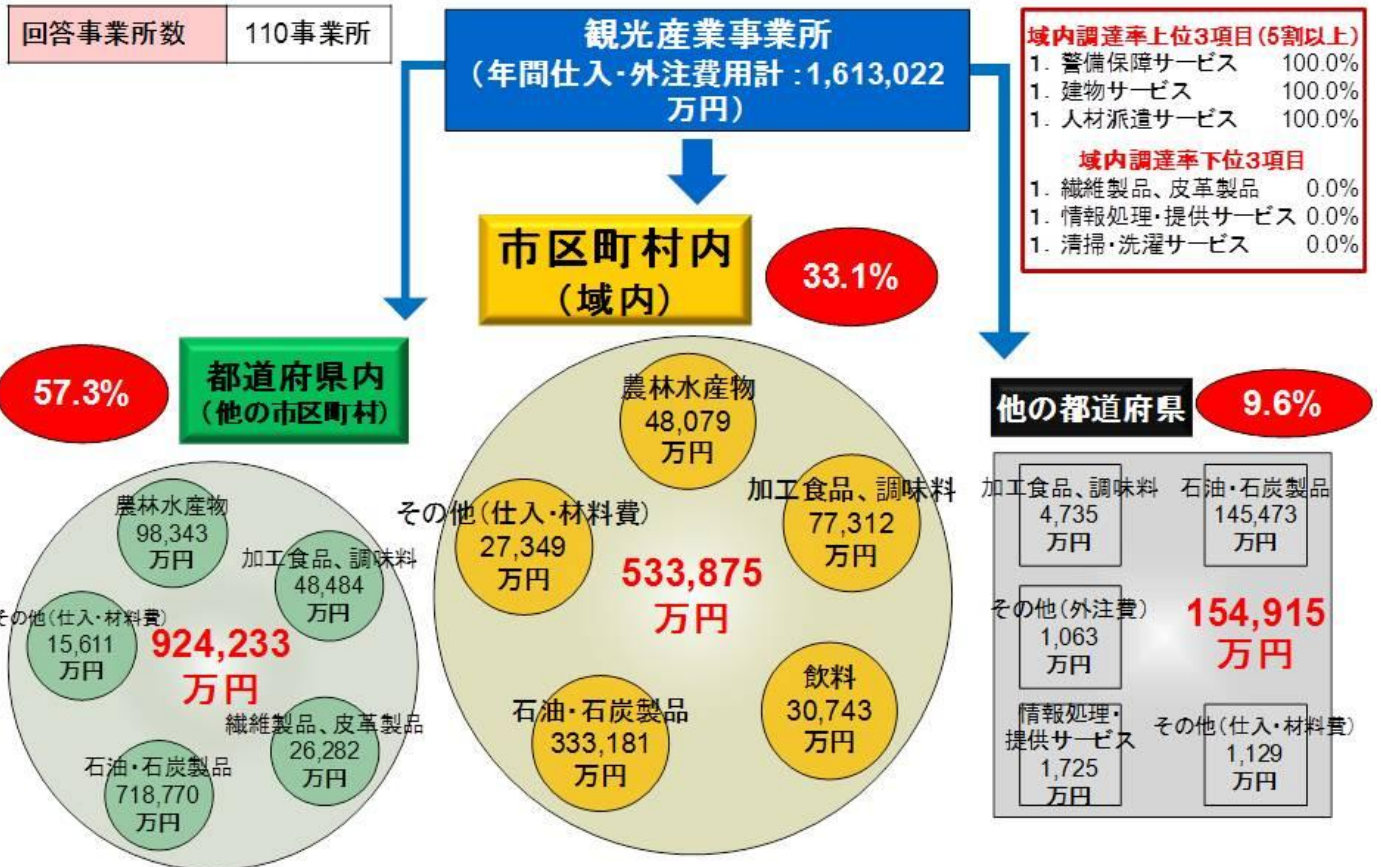 回答事業所数 110事業所
観光産業事業所
(年間仕入・外注費用計:1,613,022
万円)
域内調達率上位3項目(5割以上)
1. 警備保障サービス 100.0%
1. 建物サービス 100.0%
1. 人材派遣サービス 100.0%
域内調達率下位3項目
1. 繊維製品、皮革製品 0.0%
1. 情報処理・提供サービス 0.0%
1. 清掃・洗濯サービス 0.0%
市区町村内
(域内)
33.1%
57.3%
都道府県内
(他の市区町村)
他の都道府県
9.6%
農林水産物
98,343
万円
加工食品、調味料
48,484
万円
その他(仕入・材料費)
15,611
万円
924,233
万円
繊維製品、皮革製品
26,282
万円
石油・石炭製品
718,770
万円
農林水産物
48,079
万円
加工食品、調味料
77,312
万円
その他(仕入・材料費)
27,349
万円
533,875
万円
飲料
30,743
万円
石油・石炭製品
333,181
万円
加工食品、調味料
4,735
万円
石油・石炭製品
145,473
万円
その他(外注費)
1,063
万円
154,915
万円
情報処理・
提供サービス
1,725
万円
その他(仕入・材料費)
1,129
万円